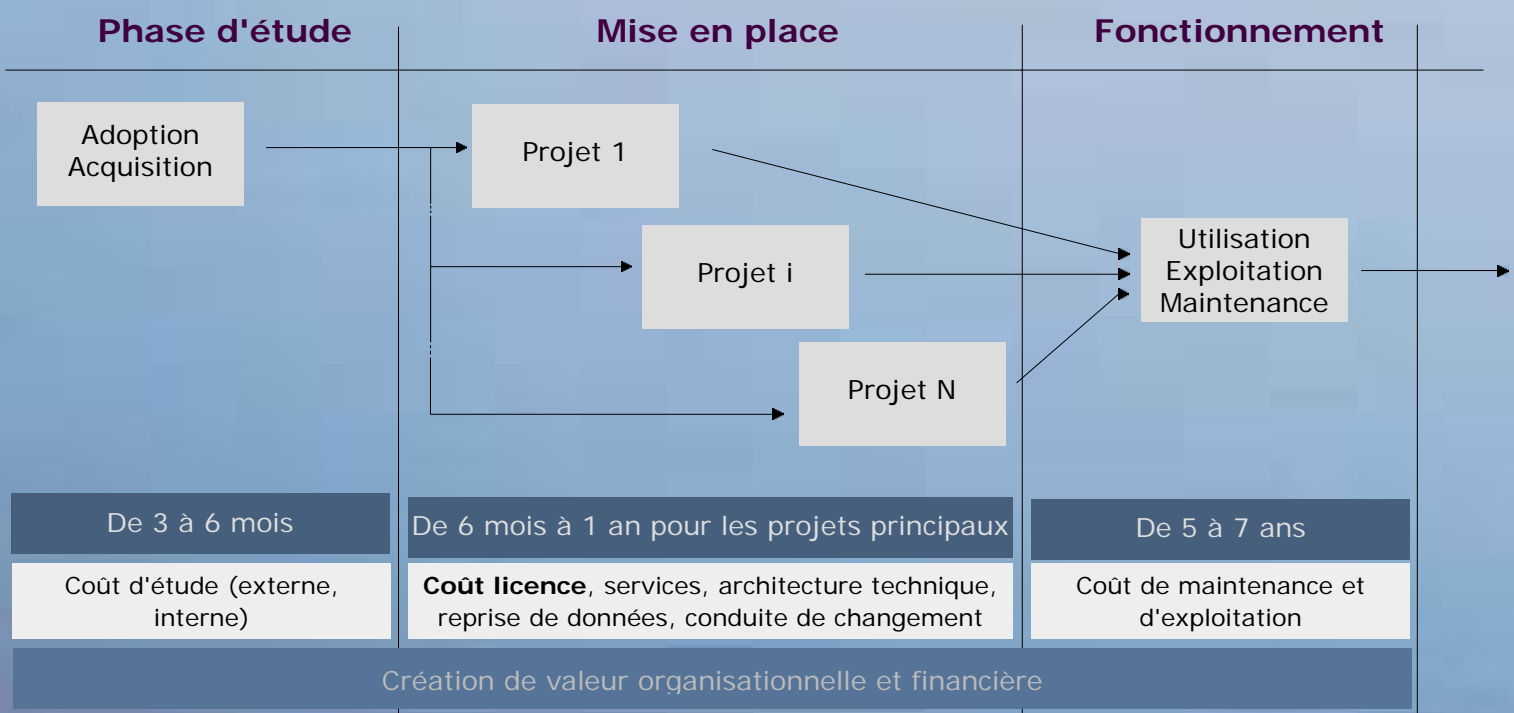 Phase d'étude
Mise en place
Fonctionnement
Adoption
Acquisition
Projet 1
Projet i
Projet N
Utilisation
Exploitation
Maintenance
De 3 à 6 mois
De 6 mois à 1 an pour les projets principaux
De 5 à 7 ans
Coût d'étude (externe,
interne)
Coût licence, services, architecture technique,
reprise de données, conduite de changement
Coût de maintenance et
d'exploitation
Création de valeur organisationnelle et financière